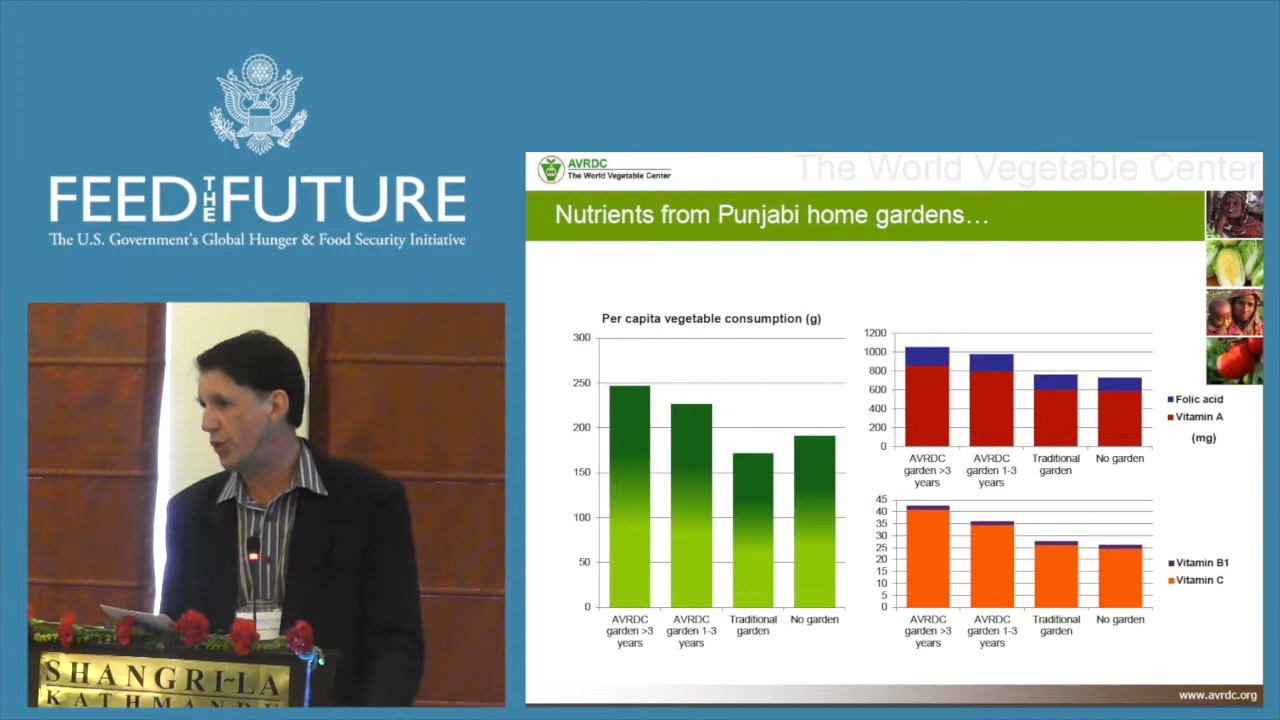 FEED THE FUTURE
The U.S. Government's Global Hunger & Food Security Initiative
SHANGRI~LA
AVRDC
The World Vegetable Center
The World Vegetable Center
Nutrients from Punjabi home gardens…
Per capita vegetable consumption (g)
300
250
200
150
100
50
0
AVRDC garden >3 years
AVRDC garden 1-3 years
Traditional garden
No garden
1200
1000
800
600
400
200
0
AVRDC garden >3 years
AVRDC garden 1-3 years
Traditional garden
No garden
Folic acid
Vitamin A
(mg)
45
40
35
30
25
20
15
10
5
0
AVRDC garden >3 years
AVRDC garden 1-3 years
Traditional garden
No garden
Vitamin B1
Vitamin C
www.avrdc.org